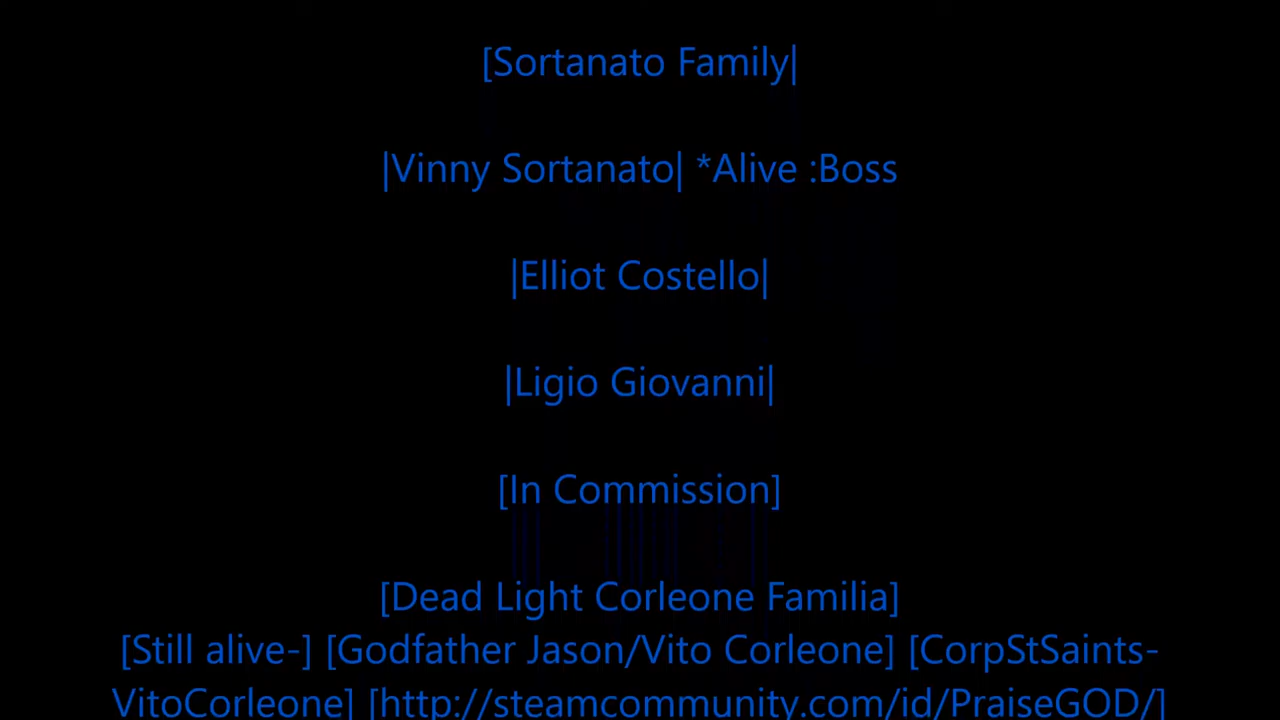 [Sortanato Family|
|Vinny Sortanato| *Alive :Boss
|Elliot Costello|
|Ligio Giovanni|
[In Commission]
[Dead Light Corleone Familia]
[Still alive-] [Godfather Jason/Vito Corleone] [CorpStSaints-
VitoCorleone] [http://steamcommunity.com/id/PraiseGOD/]